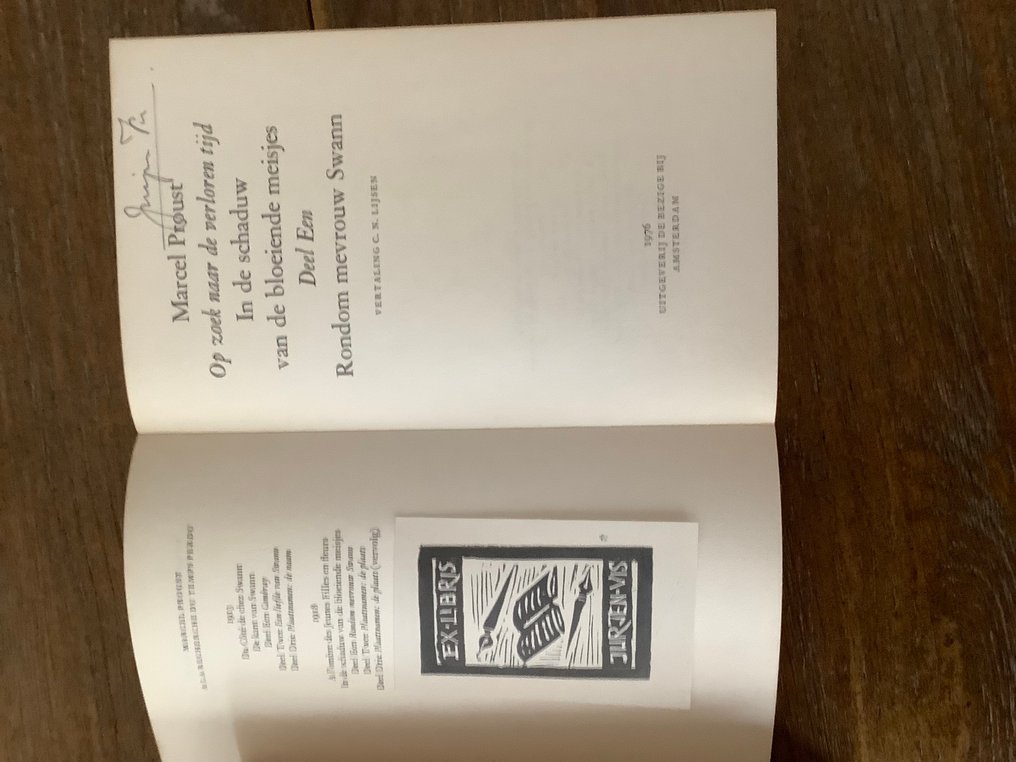 MARCEL PROUST
A LA RECHERCHE DU TEMPS PERDU
1913
Du Côté de chez Swann
De kant van Swann
Deel Een: Combray
Deel Twee: Een liefde van Swann
Deel Drie: Plaatsnamen: de naam
1918
A l'ombre des Jeunes Filles en fleurs
In de schaduw van de bloeiende meisjes
Deel Een: Rondom mevrouw Swann
Deel Twee: Plaatsnamen: de plaats
Deel Drie: Plaatsnamen: de plaats (vervolg)
EX-LIBRIS
JURJEN-VIS
Marcel Proust
Op zoek naar de verloren tijd
In de schaduw
van de bloeiende meisjes
Deel Een
Rondom mevrouw Swann
VERTALING C. N. LIJSEN
1976
UITGEVERIJ DE BEZIGE BIJ
AMSTERDAM